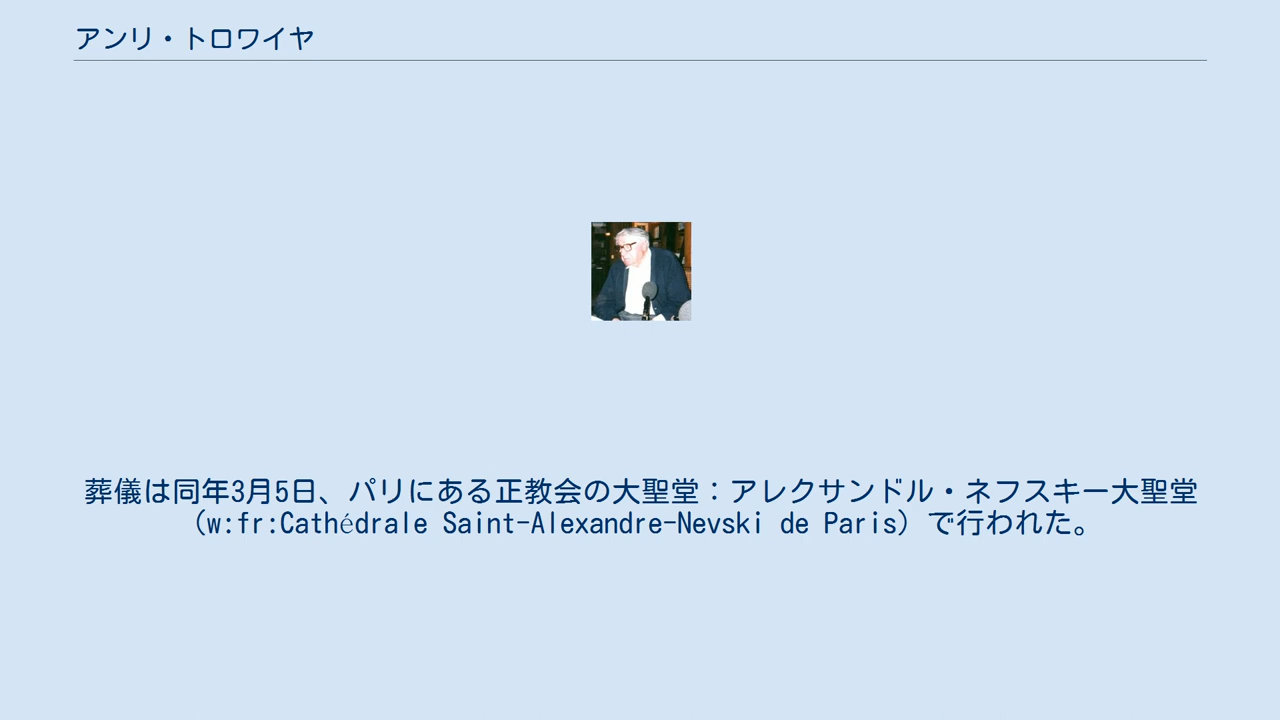 アンリ・トロワイヤ
葬儀は同年3月5日、パリにある正教会の大聖堂：アレクサンドル・ネフスキー大聖堂
（w:fr:Cathédrale Saint-Alexandre-Nevski de Paris）で行われた。